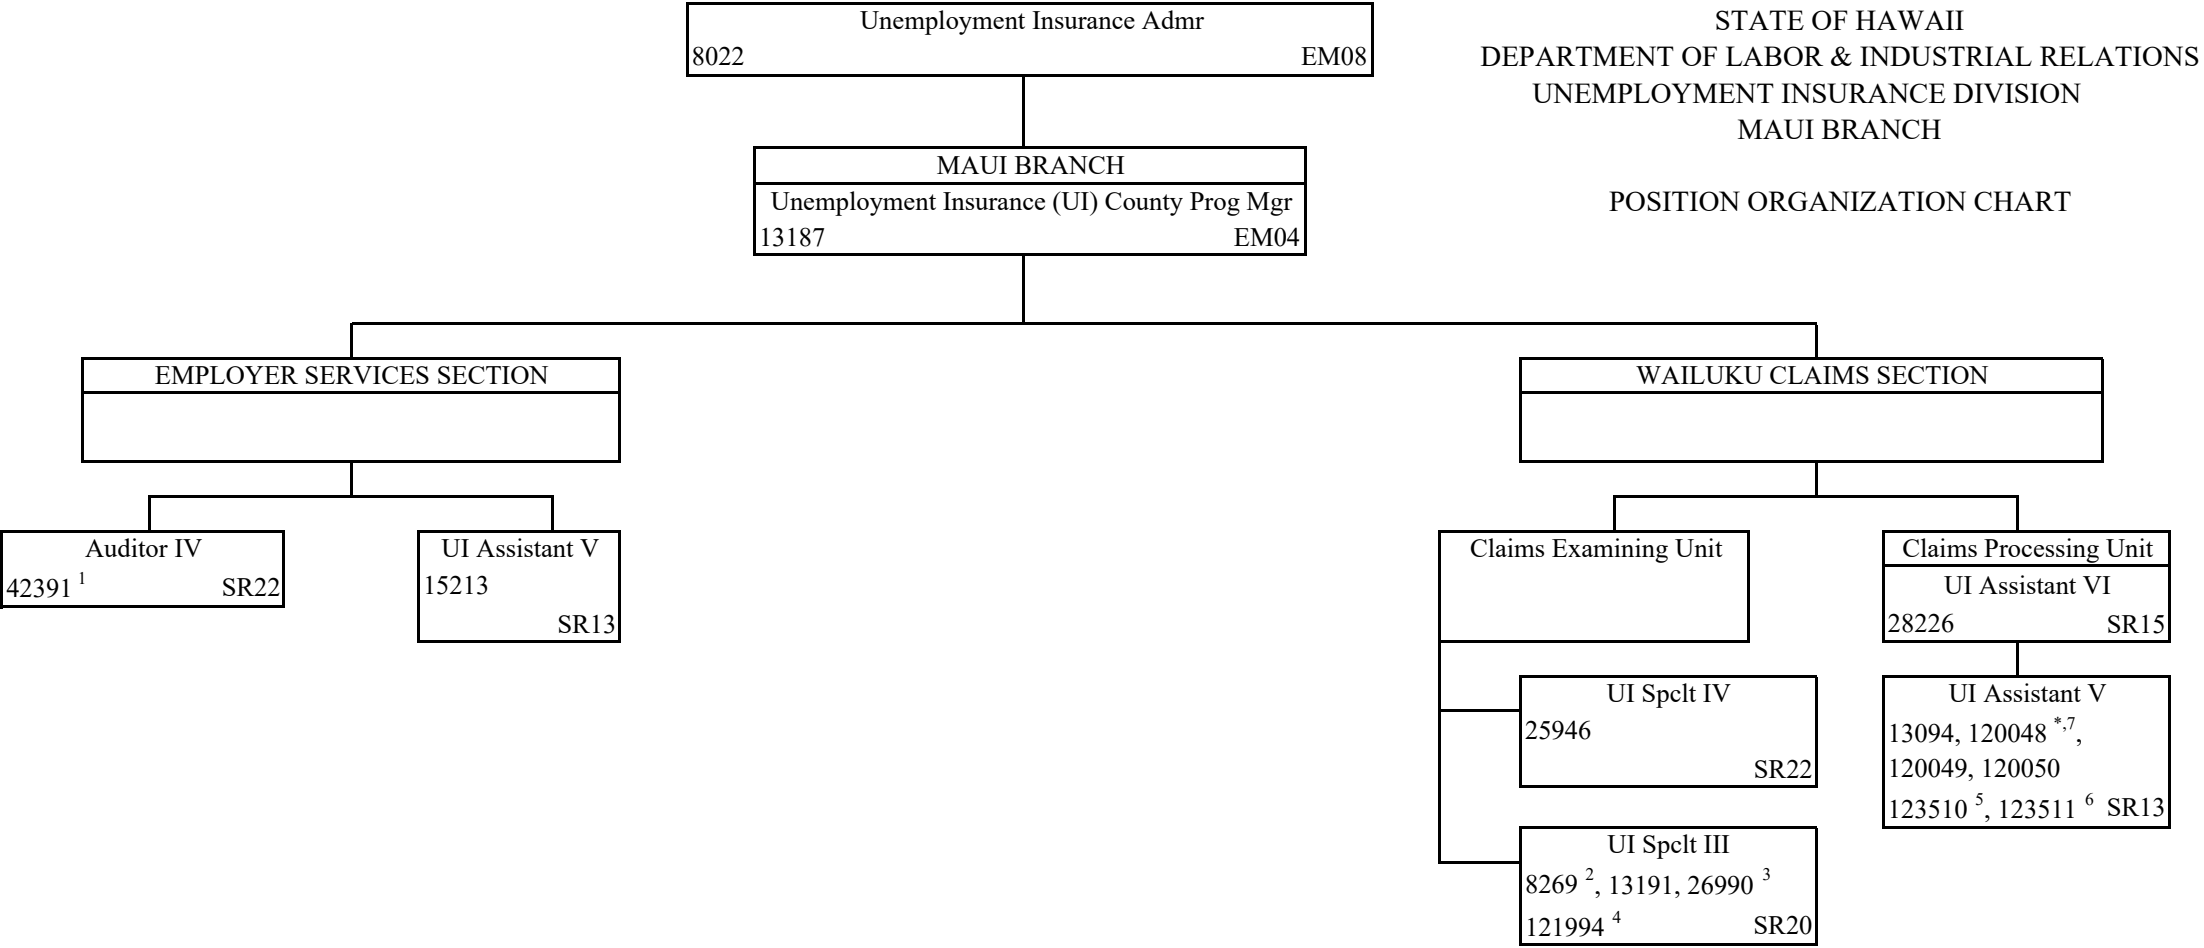 Unemployment Insurance Admr
8022 EM08
STATE OF HAWAII
DEPARTMENT OF LABOR & INDUSTRIAL RELATIONS
UNEMPLOYMENT INSURANCE DIVISION
MAUI BRANCH
POSITION ORGANIZATION CHART
MAUI BRANCH
Unemployment Insurance (UI) County Prog Mgr
13187 EM04
EMPLOYER SERVICES SECTION
Auditor IV
42391 1 SR22
UI Assistant V
15213
SR13
WAILUKU CLAIMS SECTION
Claims Examining Unit
UI Spclt IV
25946
SR22
UI Spclt III
8269 2, 13191, 26990 3
121994 4 SR20
Claims Processing Unit
UI Assistant VI
28226 SR15
UI Assistant V
13094, 120048 *,7,
120049, 120050
123510 5, 123511 6 SR13